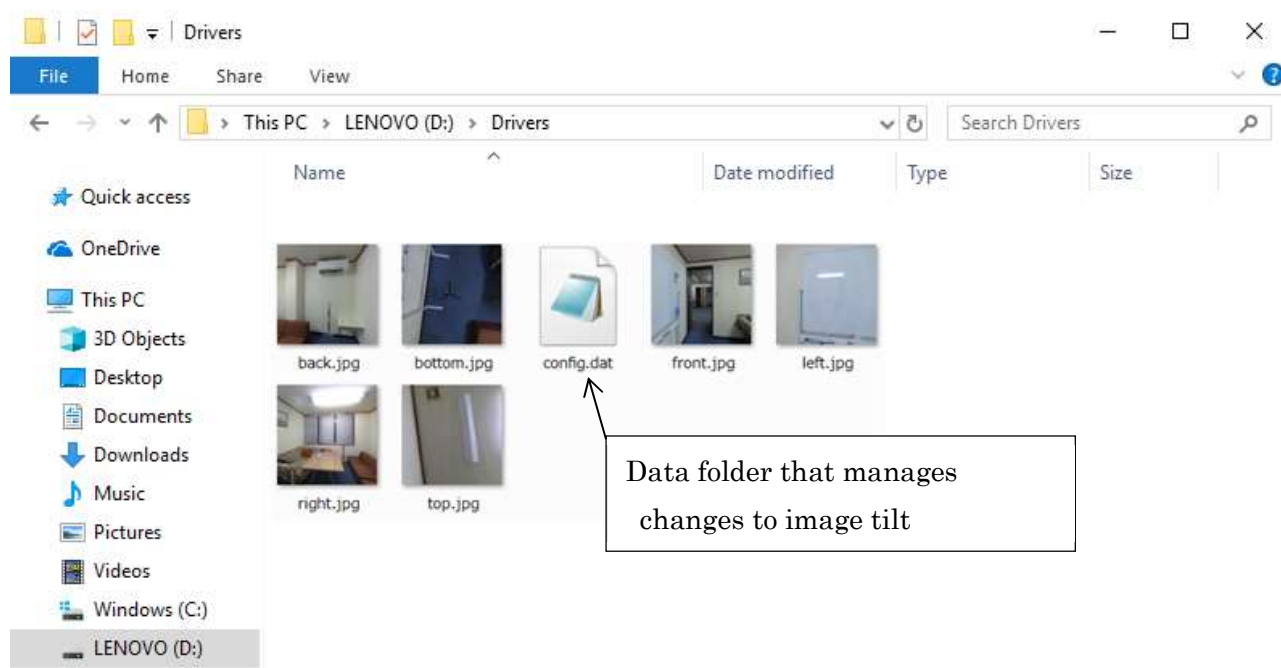 Drivers
File Home Share View
This PC > LENOVO (D:) > Drivers
Search Drivers
Name Date modified Type Size
Quick access
OneDrive
This PC
3D Objects
Desktop
Documents
Downloads
Music
Pictures
Videos
Windows (C:)
LENOVO (D:)
back.jpg bottom.jpg config.dat front.jpg left.jpg
right.jpg top.jpg
Data folder that manages
changes to image tilt